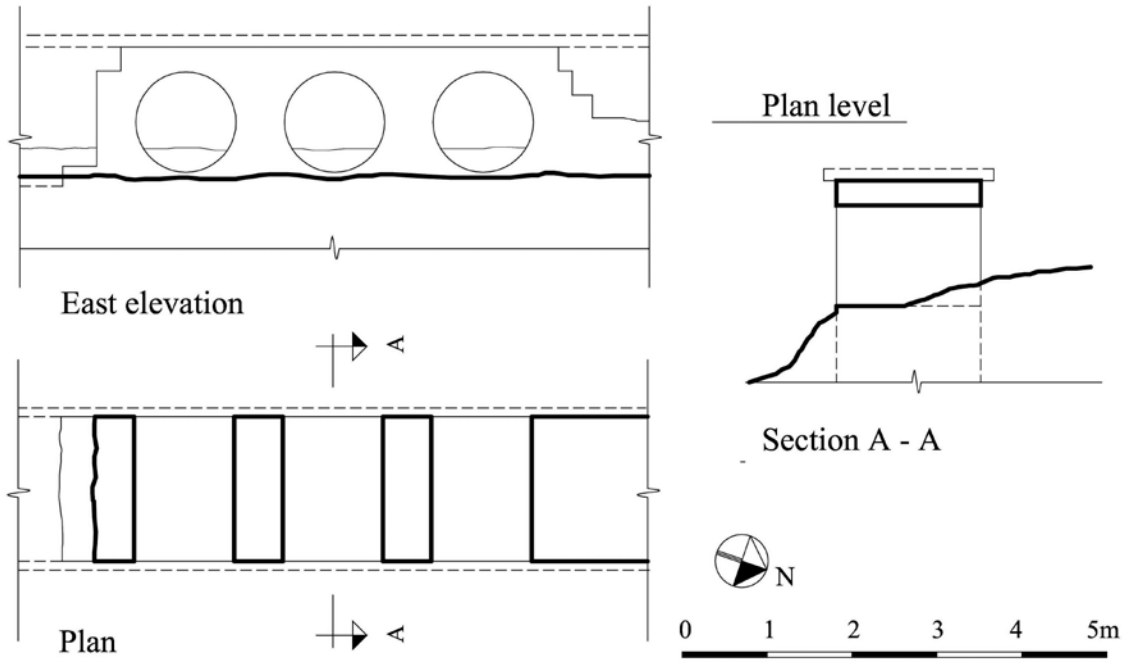 East elevation
A
Plan level
Section A - A
A
Plan
N
0 1 2 3 4 5m